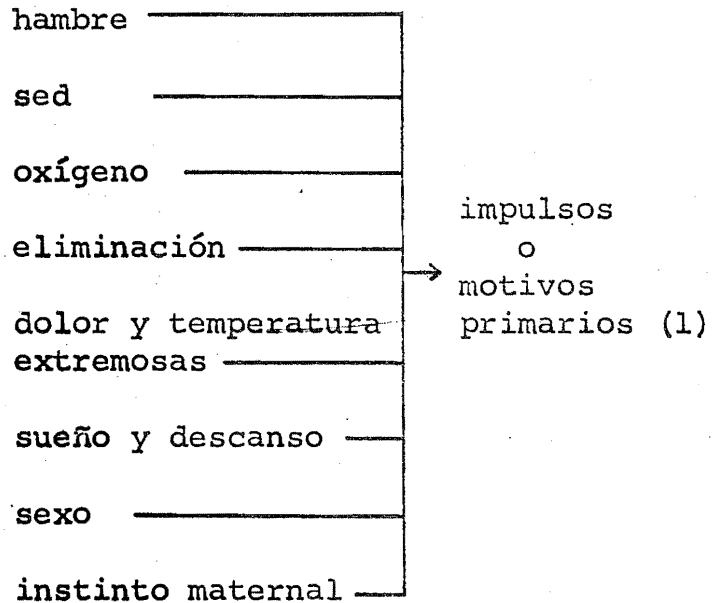 hambre
sed
oxígeno
eliminación
dolor y temperatura
extremosas
sueño y descanso
sexo
instinto maternal
impulsos
o
motivos
primarios (1)